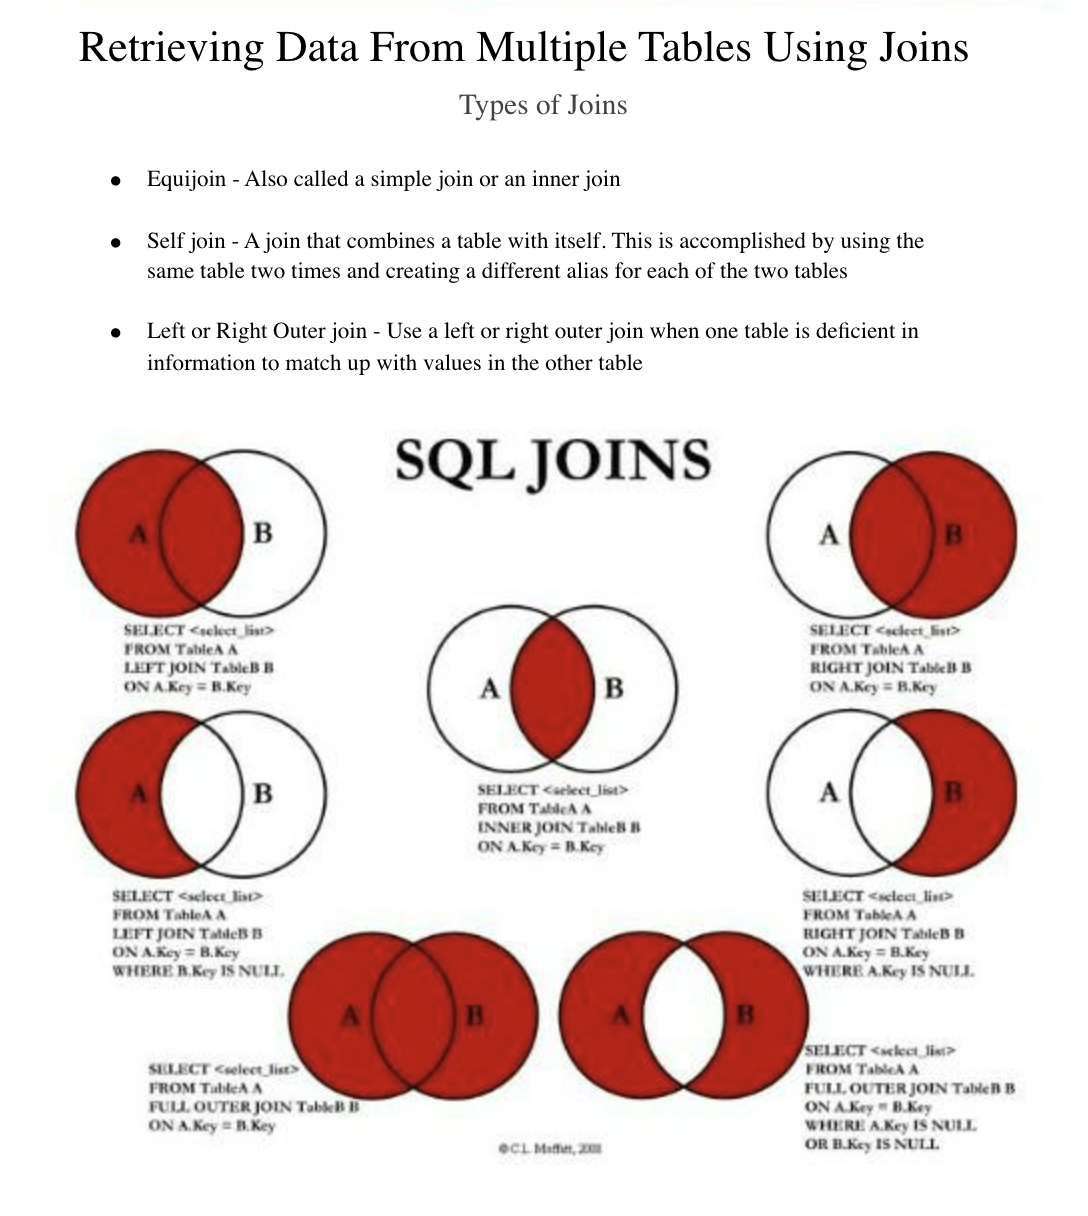 Retrieving Data From Multiple Tables Using Joins
Types of Joins
● Equijoin - Also called a simple join or an inner join
● Self join - A join that combines a table with itself. This is accomplished by using the
same table two times and creating a different alias for each of the two tables
● Left or Right Outer join - Use a left or right outer join when one table is deficient in
information to match up with values in the other table
SQL JOINS
A B
SELECT <select_list>
FROM TableA A
LEFT JOIN TableB B
ON A.Key = B.Key
A B
SELECT <select_list>
FROM TableA A
RIGHT JOIN TableB B
ON A.Key = B.Key
A B
SELECT <select_list>
FROM TableA A
INNER JOIN TableB B
ON A.Key = B.Key
A B
SELECT <select_list>
FROM TableA A
LEFT JOIN TableB B
ON A.Key = B.Key
WHERE B.Key IS NULL
A B
SELECT <select_list>
FROM TableA A
RIGHT JOIN TableB B
ON A.Key = B.Key
WHERE A.Key IS NULL
A B
SELECT <select_list>
FROM TableA A
FULL OUTER JOIN TableB B
ON A.Key = B.Key
A B
SELECT <select_list>
FROM TableA A
FULL OUTER JOIN TableB B
ON A.Key = B.Key
WHERE A.Key IS NULL
OR B.Key IS NULL
© C.L. Moffatt, 2008